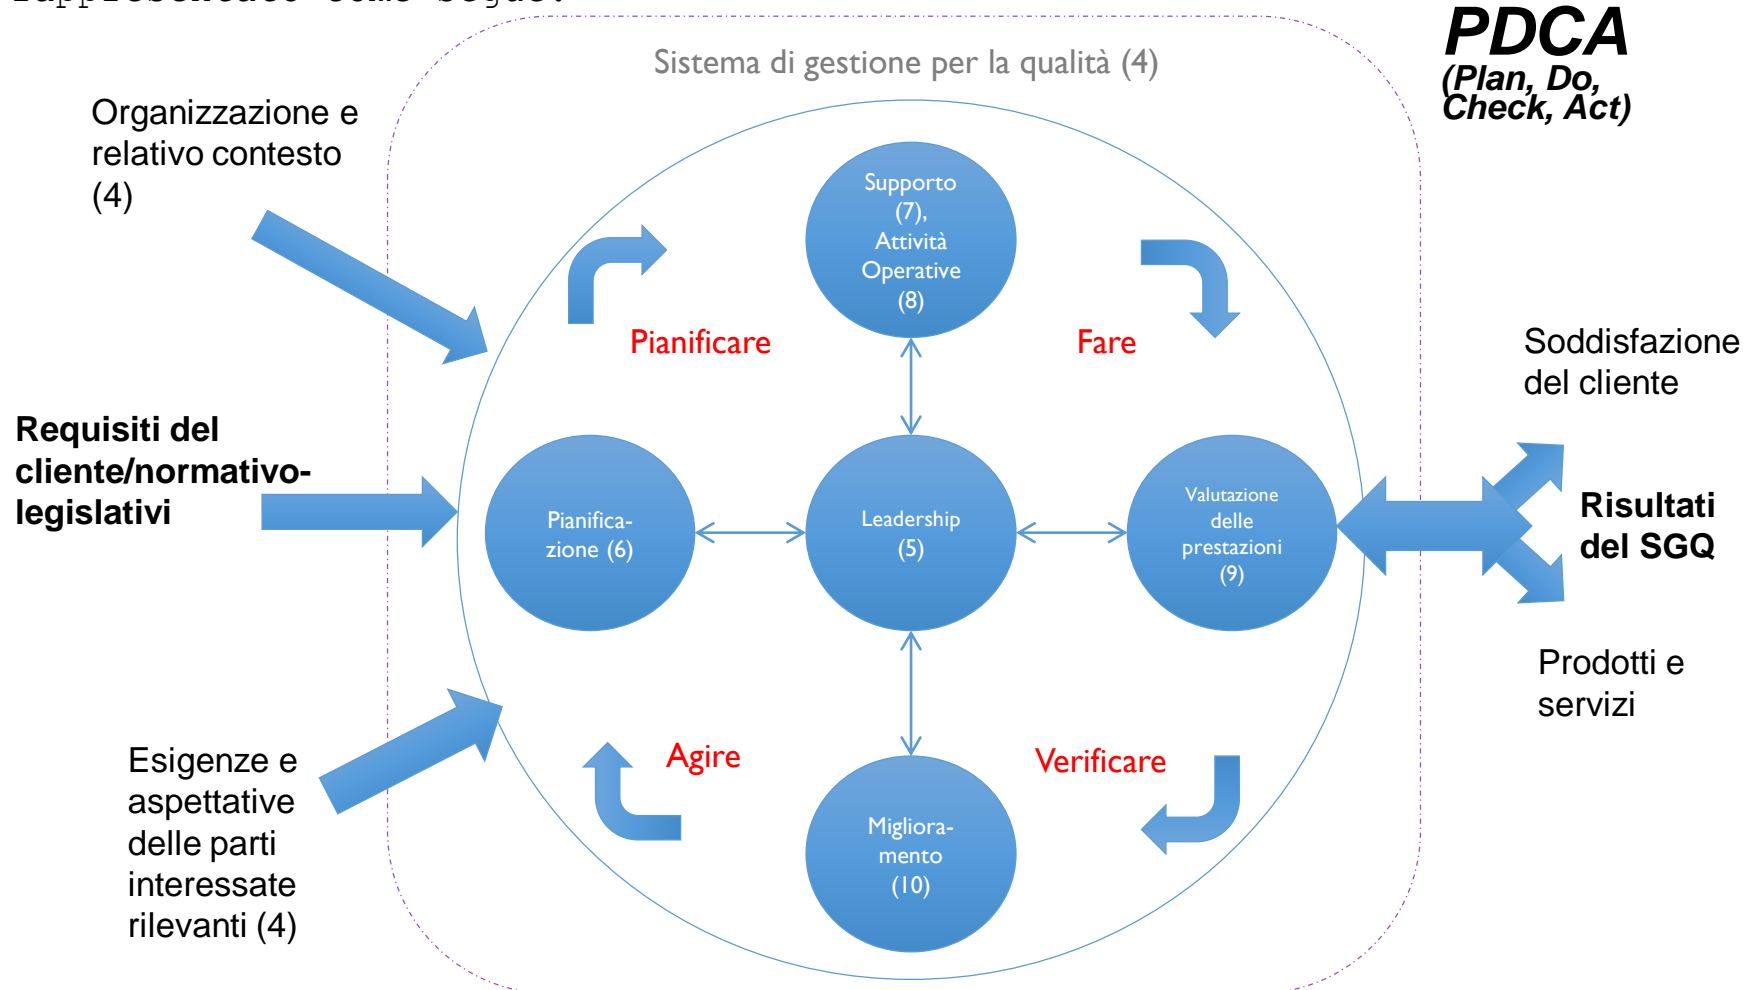 rappresentato come segue:
PDCA
(Plan, Do,
Check, Act)
Sistema di gestione per la qualità (4)
Organizzazione e
relativo contesto
(4)
Supporto
(7),
Attività
Operative
(8)
Pianificare
Fare
Soddisfazione
del cliente
Requisiti del
cliente/normativo-
legislativi
Pianifica-
zione (6)
Leadership
(5)
Valutazione
delle
prestazioni
(9)
Risultati
del SGQ
Prodotti e
servizi
Esigenze e
aspettative
delle parti
interessate
rilevanti (4)
Agire
Verificare
Migliora-
mento
(10)